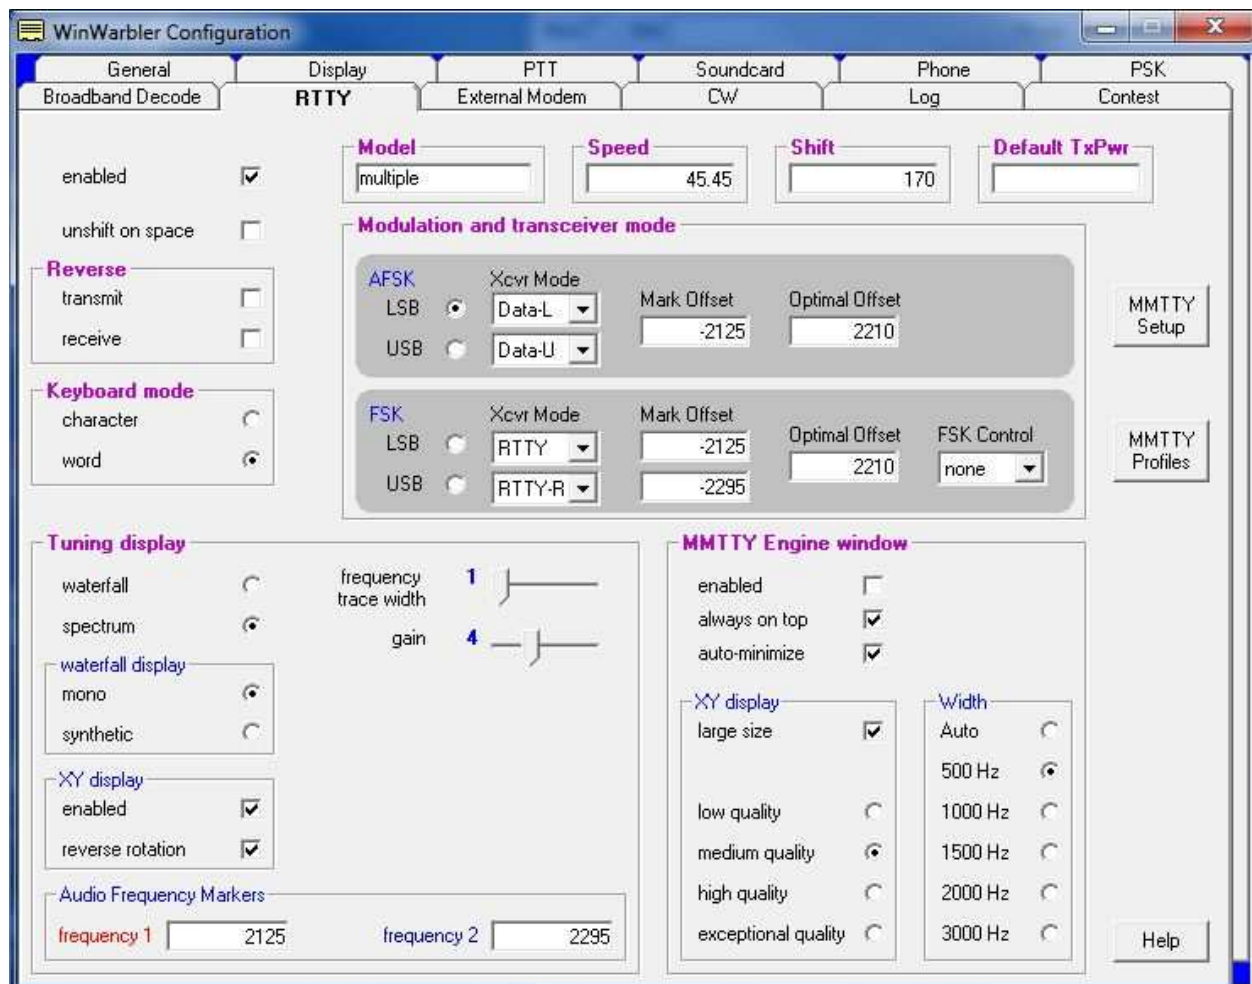 WinWarbler Configuration
General Display PTT Soundcard Phone PSK
Broadband Decode RTTY External Modem CW Log Contest
enabled
unshift on space
Reverse
transmit
receive
Keyboard mode
character
word
Model
multiple
Speed
45.45
Shift
170
Default TxPwr
Modulation and transceiver mode
AFSK Xcvr Mode Mark Offset Optimal Offset
LSB Data-L -2125 2210
USB Data-U
FSK Xcvr Mode Mark Offset Optimal Offset FSK Control
LSB RTTY -2125 2210 none
USB RTTY-R -2295
MMTTY
Setup
MMTTY
Profiles
Tuning display
waterfall
spectrum
frequency
trace width 1
gain 4
waterfall display
mono
synthetic
XY display
enabled
reverse rotation
Audio Frequency Markers
frequency 1 2125 frequency 2 2295
MMTTY Engine window
enabled
always on top
auto-minimize
XY display
large size
low quality
medium quality
high quality
exceptional quality
Width
Auto
500 Hz
1000 Hz
1500 Hz
2000 Hz
3000 Hz
Help